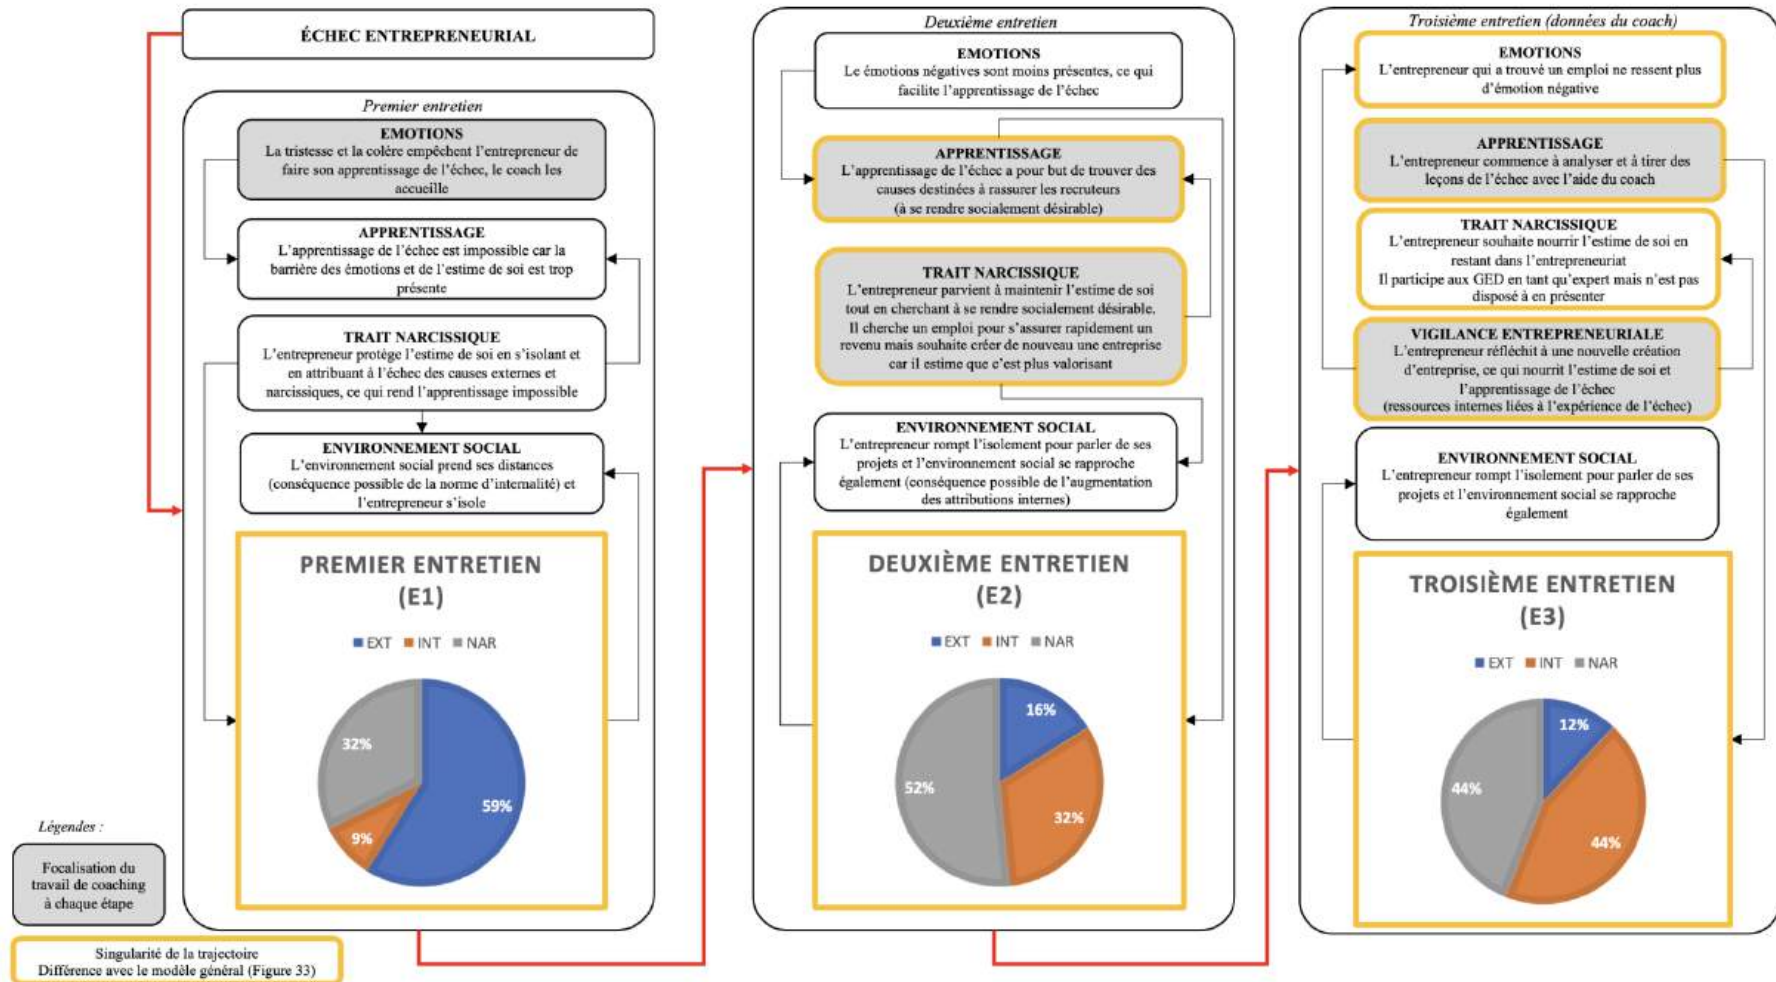 ÉCHEC ENTREPRENEURIAL
Premier entretien
EMOTIONS
La tristesse et la colère empêchent l'entrepreneur de
faire son apprentissage de l'échec, le coach les
accueille
APPRENTISSAGE
L'apprentissage de l'échec est impossible car la
barrière des émotions et de l'estime de soi est trop
présente
TRAIT NARCISSIQUE
L'entrepreneur protège l'estime de soi en s'isolant et
en attribuant à l'échec des causes externes et
narcissiques, ce qui rend l'apprentissage impossible
ENVIRONNEMENT SOCIAL
L'environnement social prend ses distances
(conséquence possible de la norme d'internalité) et
l'entrepreneur s'isole
PREMIER ENTRETIEN
(E1)
EXT INT NAR
32%
59%
9%
Légendes :
Focalisation du
travail de coaching
à chaque étape
Singularité de la trajectoire
Différence avec le modèle général (Figure 33)
Deuxième entretien
EMOTIONS
Le émotions négatives sont moins présentes, ce qui
facilite l'apprentissage de l'échec
APPRENTISSAGE
L'apprentissage de l'échec a pour but de trouver des
causes destinées à rassurer les recruteurs
(à se rendre socialement désirable)
TRAIT NARCISSIQUE
L'entrepreneur parvient à maintenir l'estime de soi
tout en cherchant à se rendre socialement désirable.
Il cherche un emploi pour s'assurer rapidement un
revenu mais souhaite créer de nouveau une entreprise
car il estime que c'est plus valorisant
ENVIRONNEMENT SOCIAL
L'entrepreneur rompt l'isolement pour parler de ses
projets et l'environnement social se rapproche
également (conséquence possible de l'augmentation
des attributions internes)
DEUXIÈME ENTRETIEN
(E2)
EXT INT NAR
16%
52%
32%
Troisième entretien (données du coach)
EMOTIONS
L'entrepreneur qui a trouvé un emploi ne ressent plus
d'émotion négative
APPRENTISSAGE
L'entrepreneur commence à analyser et à tirer des
leçons de l'échec avec l'aide du coach
TRAIT NARCISSIQUE
L'entrepreneur souhaite nourrir l'estime de soi en
restant dans l'entrepreneuriat
Il participe aux GED en tant qu'expert mais n'est pas
disposé à en présenter
VIGILANCE ENTREPRENEURIALE
L'entrepreneur réfléchit à une nouvelle création
d'entreprise, ce qui nourrit l'estime de soi et
l'apprentissage de l'échec
(ressources internes liées à l'expérience de l'échec)
ENVIRONNEMENT SOCIAL
L'entrepreneur rompt l'isolement pour parler de ses
projets et l'environnement social se rapproche
également
TROISIÈME ENTRETIEN
(E3)
EXT INT NAR
12%
44%
44%